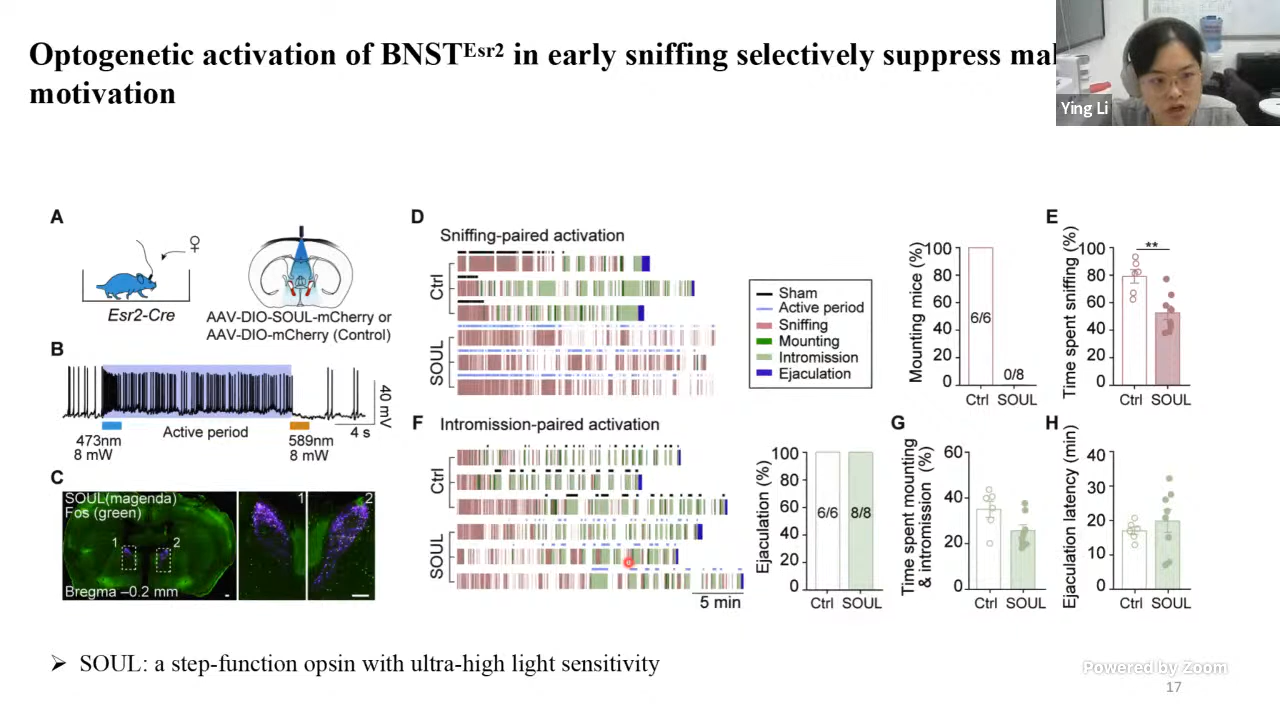 Optogenetic activation of BNSTEsr2 in early sniffing selectively suppress
motivation
Ying Li
A
♀
Esr2-Cre
AAV-DIO-SOUL-mCherry or
AAV-DIO-mCherry (Control)
B
40 mV
473nm
8 mW
Active period
589nm
8 mW
4 s
C
SOUL(magenda)
Fos (green)
1
2
1
2
Bregma –0.2 mm
D
Sniffing-paired activation
Ctrl
SOUL
Sham
Active period
Sniffing
Mounting
Intromission
Ejaculation
Mounting mice (%)
100
80
60
40
20
0
6/6
0/8
Ctrl
SOUL
E
Time spent sniffing (%)
100
80
60
40
20
0
**
Ctrl
SOUL
F
Intromission-paired activation
Ctrl
SOUL
5 min
Ejaculation (%)
100
80
60
40
20
0
6/6
8/8
Ctrl
SOUL
G
Time spent mounting
& intromission (%)
60
40
20
0
Ctrl
SOUL
H
Ejaculation latency (min)
40
30
20
10
0
Ctrl
SOUL
➢ SOUL: a step-function opsin with ultra-high light sensitivity
Powered by Zoom
17